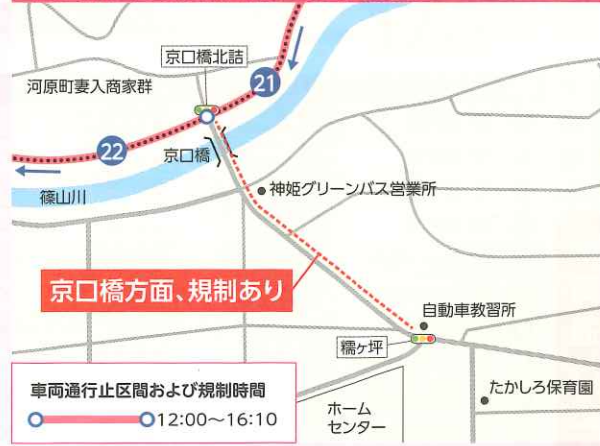 京口橋北詰
21
河原町妻入商家群
22
京口橋
神姫グリーンバス営業所
篠山川
京口橋方面、規制あり
自動車教習所
糯ヶ坪
車両通行止区間および規制時間
12:00～16:10
たかしろ保育園
ホーム
センター